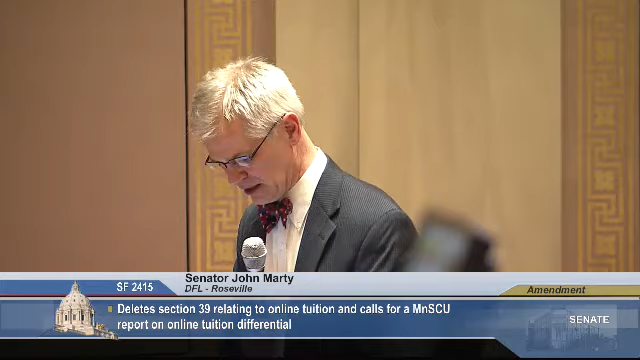 Senator John Marty
SF 2415
DFL - Roseville
Amendment
Deletes section 39 relating to online tuition and calls for a MnSCU
report on online tuition differential
SENATE